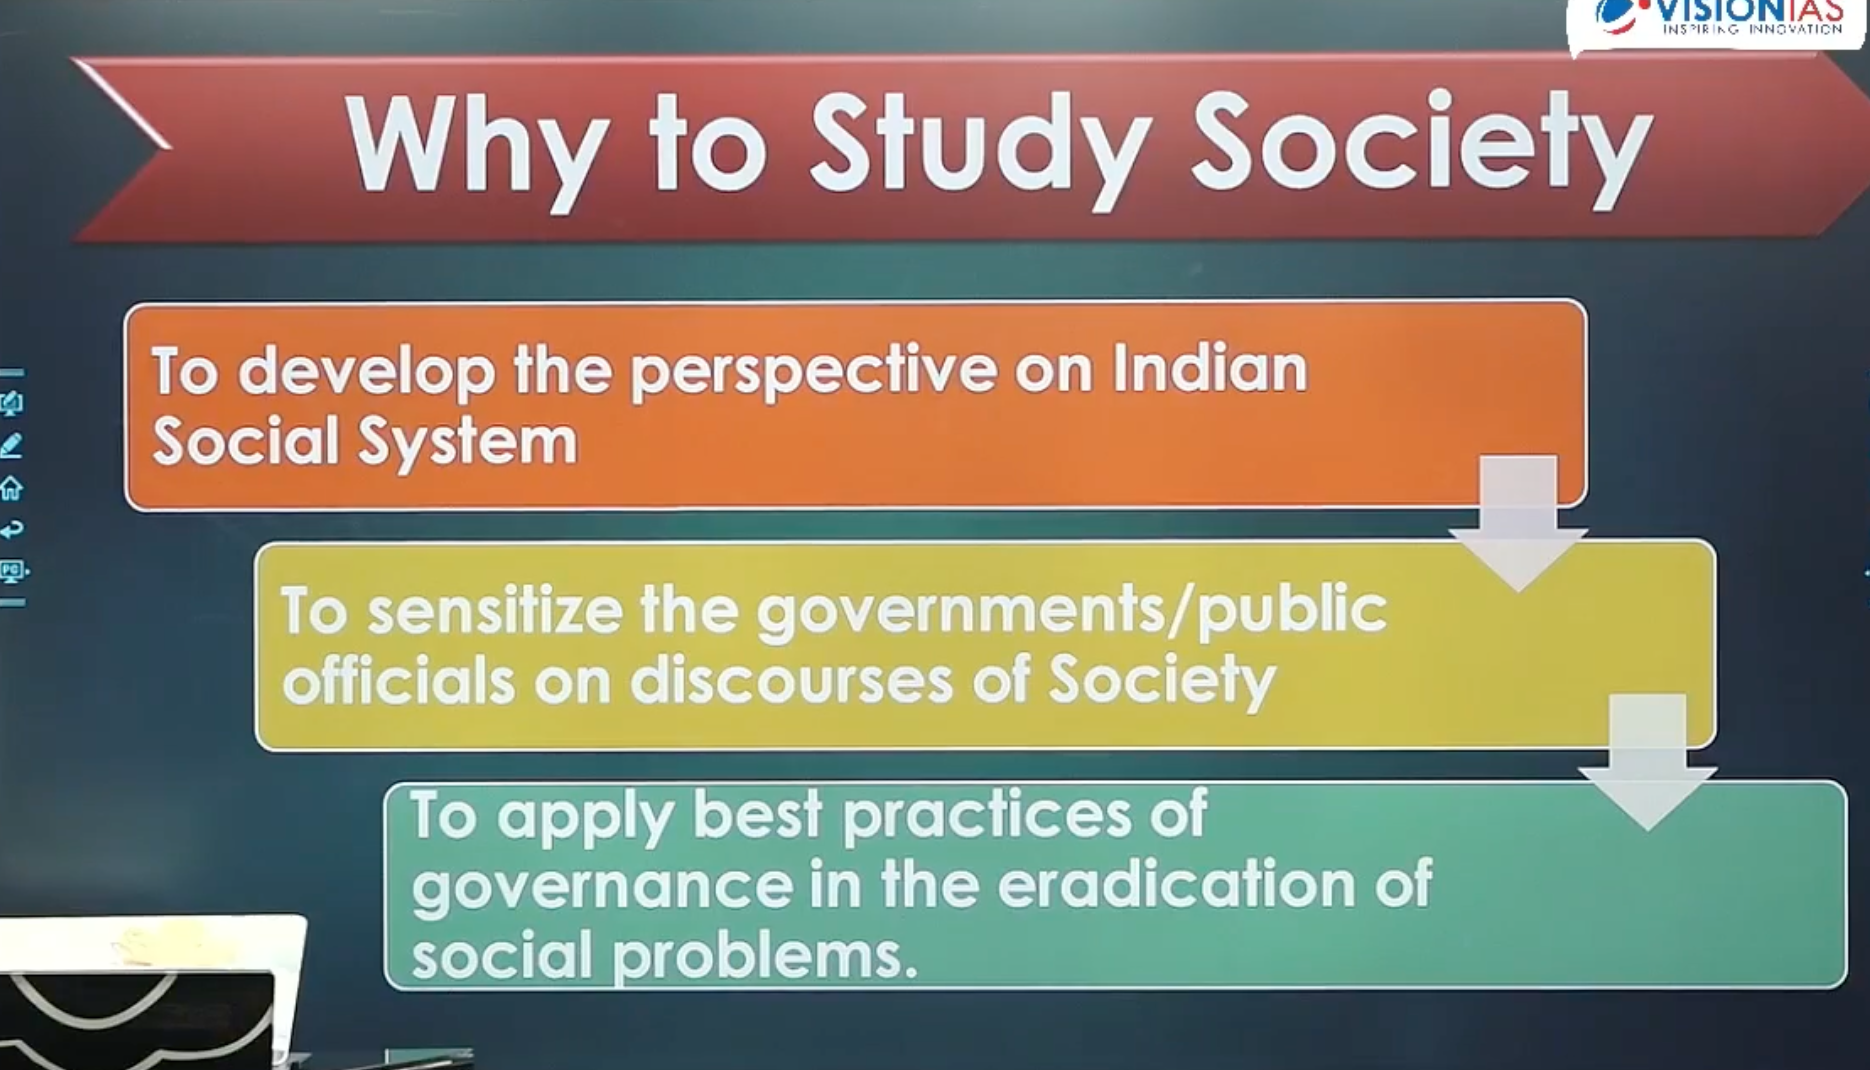 VISIONIAS
INSPIRING INNOVATION
Why to Study Society
To develop the perspective on Indian
Social System
To sensitize the governments/public
officials on discourses of Society
To apply best practices of
governance in the eradication of
social problems.
PC